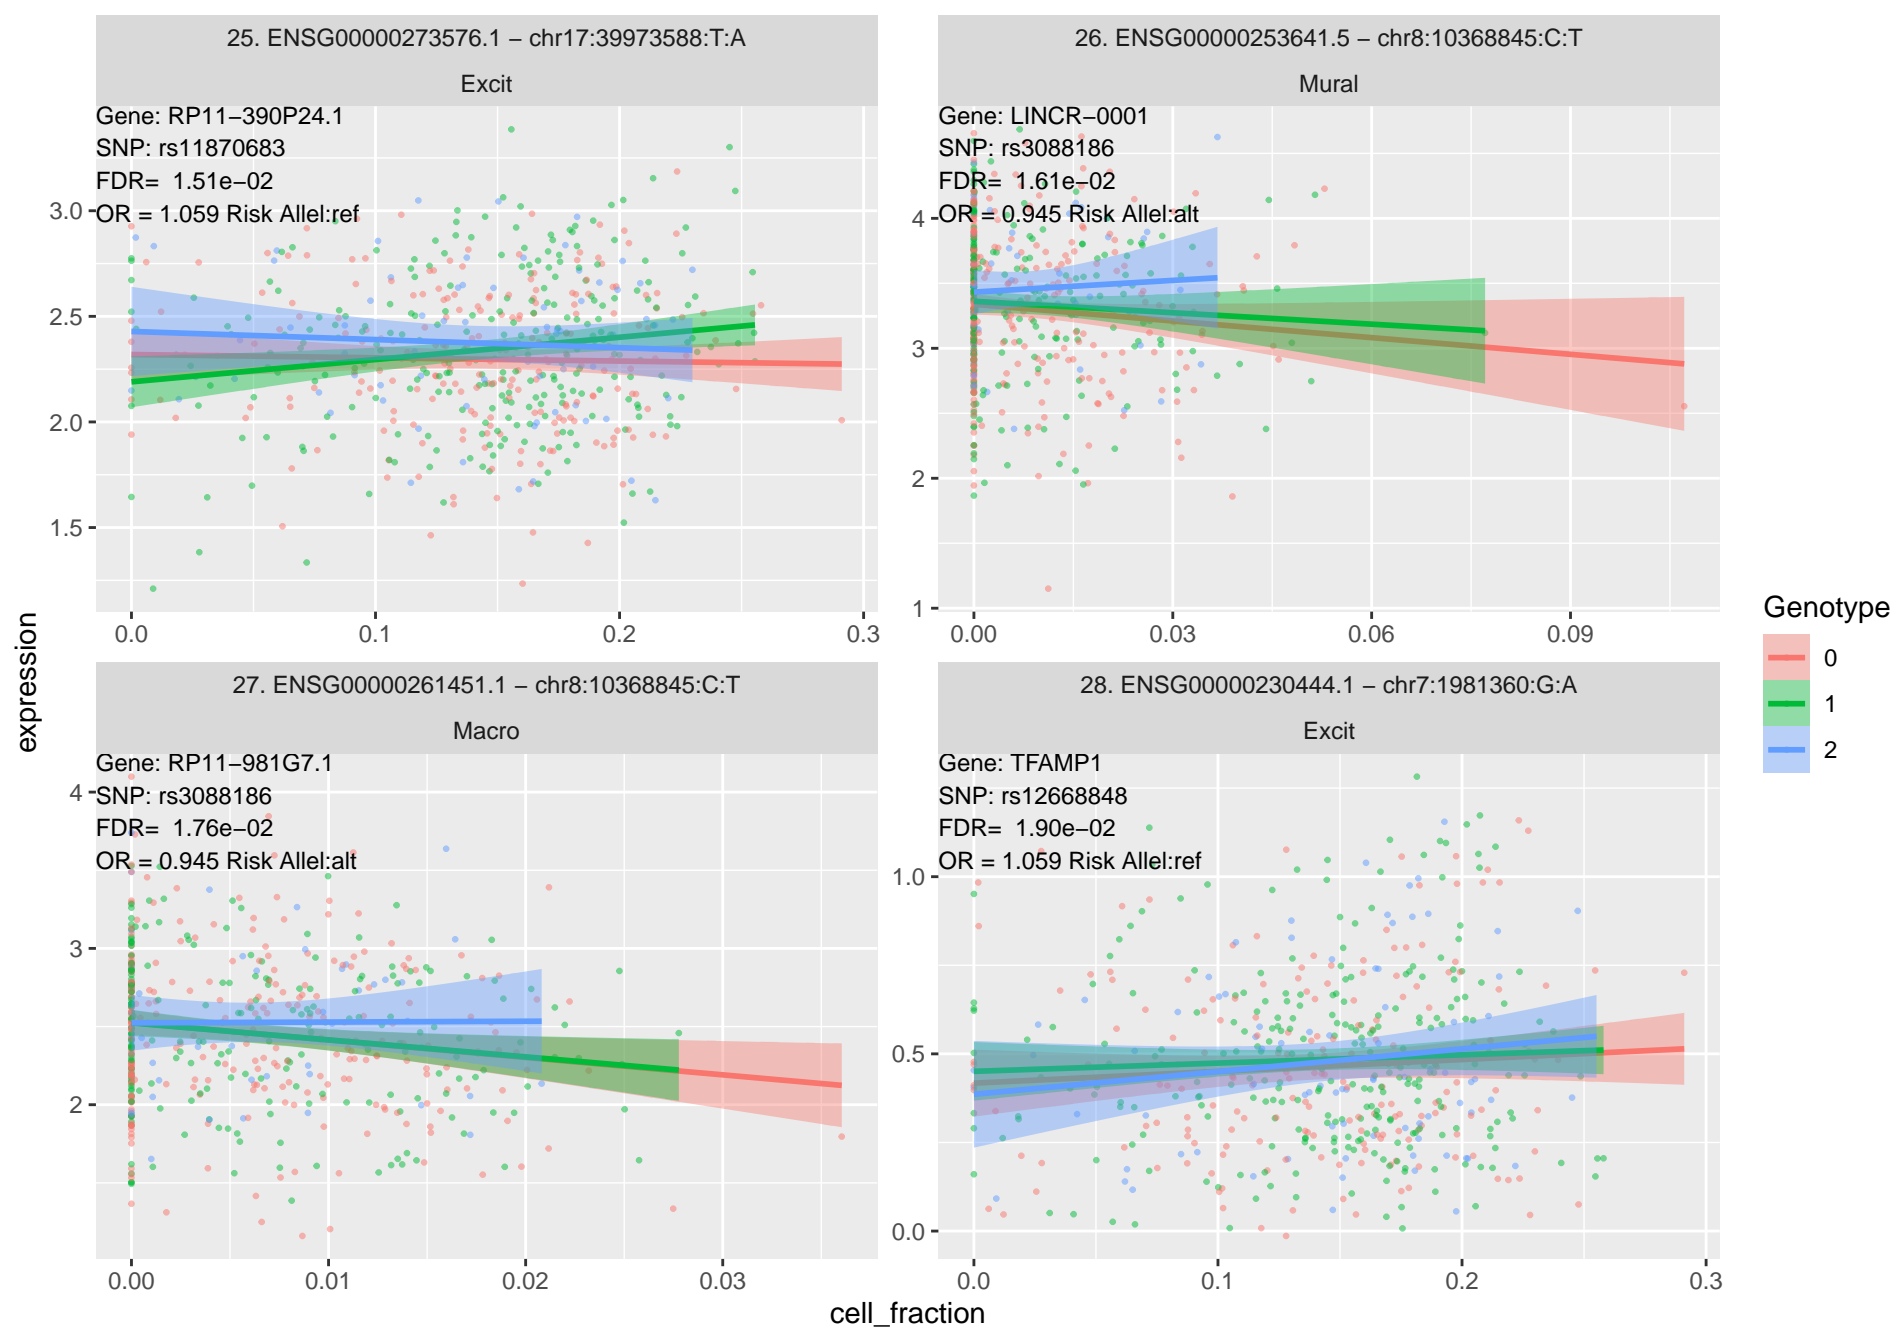 25. ENSG00000273576.1 − chr17:39973588:T:A
Excit
Gene: RP11−390P24.1
SNP: rs11870683
FDR= 1.51e−02
OR = 1.059 Risk Allel:ref
3.0
2.5
2.0
1.5
0.0
0.1
0.2
0.3
26. ENSG00000253641.5 − chr8:10368845:C:T
Mural
Gene: LINCR−0001
SNP: rs3088186
FDR= 1.61e−02
OR = 0.945 Risk Allel:alt
4
3
2
1
0.00
0.03
0.06
0.09
27. ENSG00000261451.1 − chr8:10368845:C:T
Macro
Gene: RP11−981G7.1
SNP: rs3088186
FDR= 1.76e−02
OR = 0.945 Risk Allel:alt
4
3
2
0.00
0.01
0.02
0.03
28. ENSG00000230444.1 − chr7:1981360:G:A
Excit
Gene: TFAMP1
SNP: rs12668848
FDR= 1.90e−02
OR = 1.059 Risk Allel:ref
1.0
0.5
0.0
0.0
0.1
0.2
0.3
expression
cell_fraction
Genotype
0
1
2